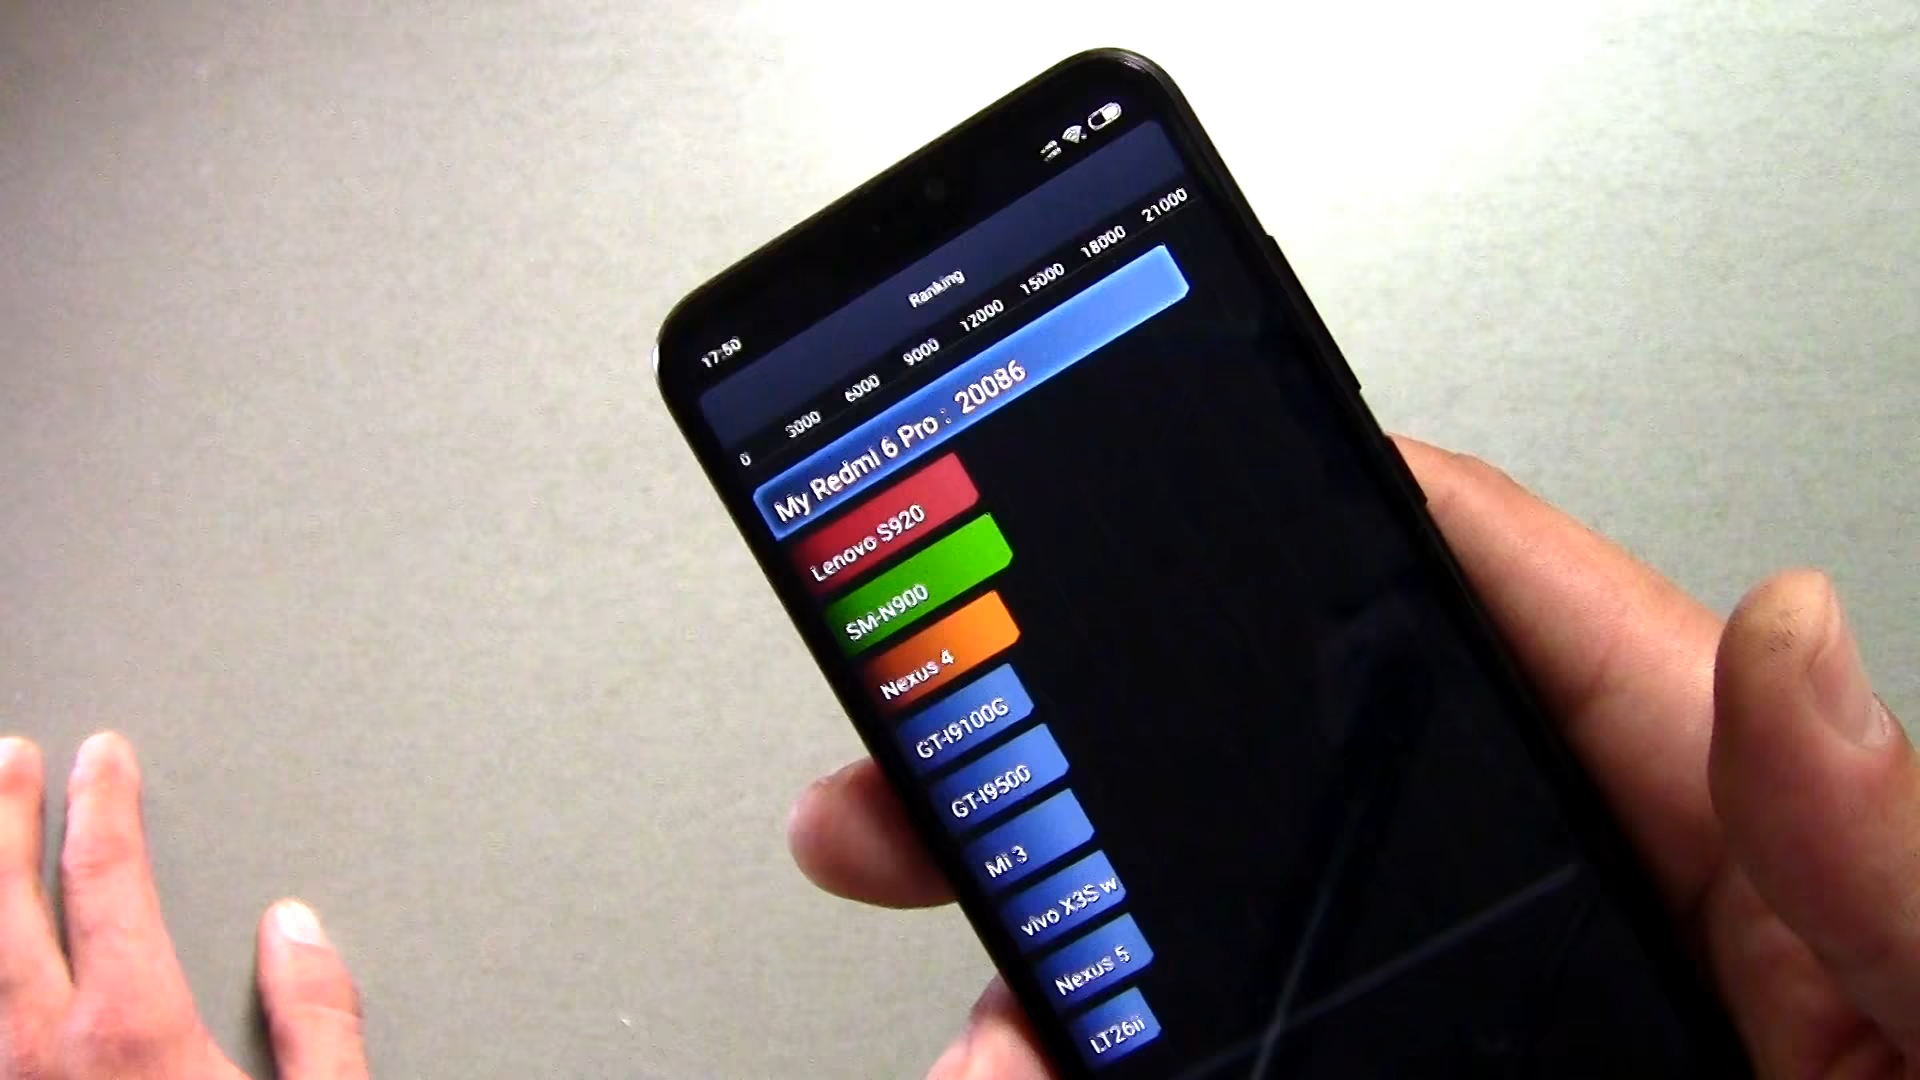 17:50
Ranking
0 3000 6000 9000 12000 15000 18000 21000
My Redmi 6 Pro : 20086
Lenovo S920
SM-N900
Nexus 4
GT-I9100G
GT-I9500
Mi 3
vivo X3S w
Nexus 5
LT26ii